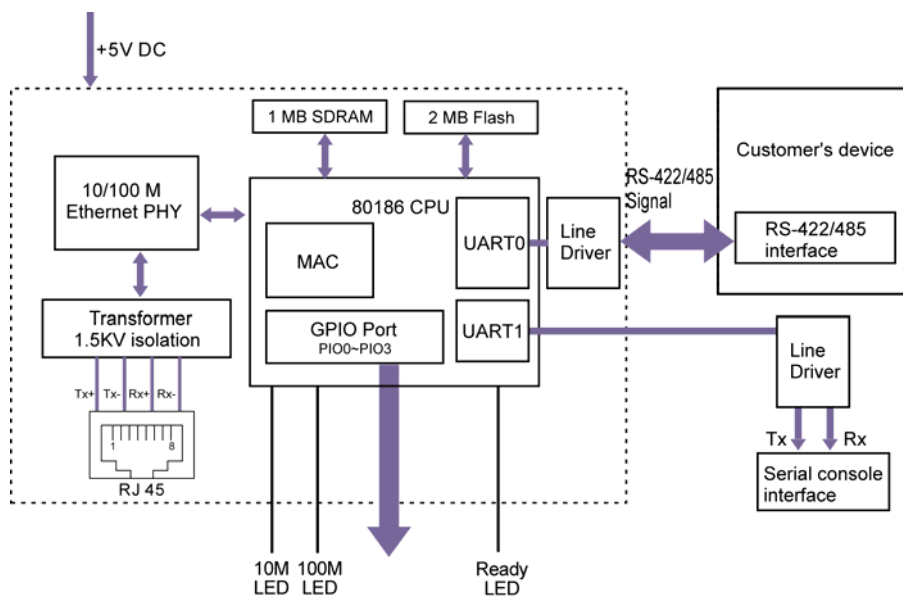 +5V DC
1 MB SDRAM
2 MB Flash
Customer's device
RS-422/485
Signal
RS-422/485
interface
10/100 M
Ethernet PHY
80186 CPU
MAC
UART0
Line
Driver
Transformer
1.5KV isolation
GPIO Port
PIO0~PIO3
UART1
Line
Driver
Tx+
Tx-
Rx+
Rx-
1
8
RJ 45
Tx
Rx
Serial console
interface
10M
LED
100M
LED
Ready
LED